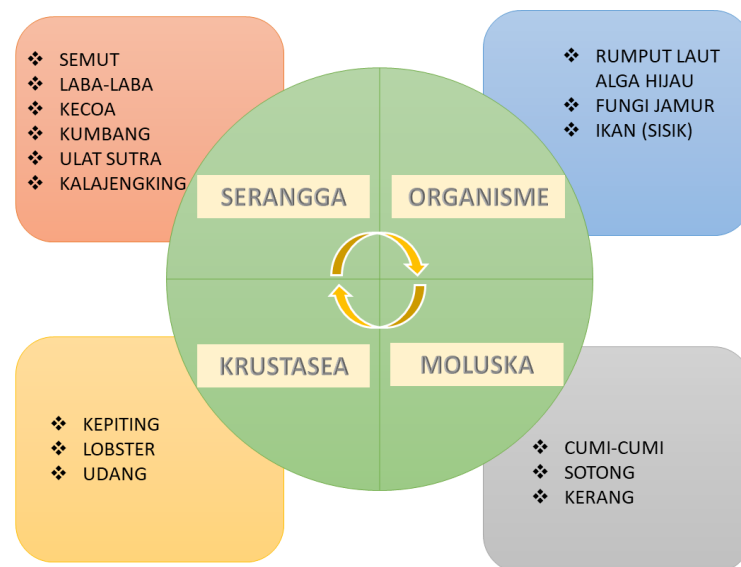 ❖ SEMUT
❖ LABA-LABA
❖ KECOA
❖ KUMBANG
❖ ULAT SUTRA
❖ KALAJENGKING
❖ RUMPUT LAUT
ALGA HIJAU
❖ FUNGI JAMUR
❖ IKAN (SISIK)
SERANGGA
ORGANISME
KRUSTASEA
MOLUSKA
❖ KEPITING
❖ LOBSTER
❖ UDANG
❖ CUMI-CUMI
❖ SOTONG
❖ KERANG